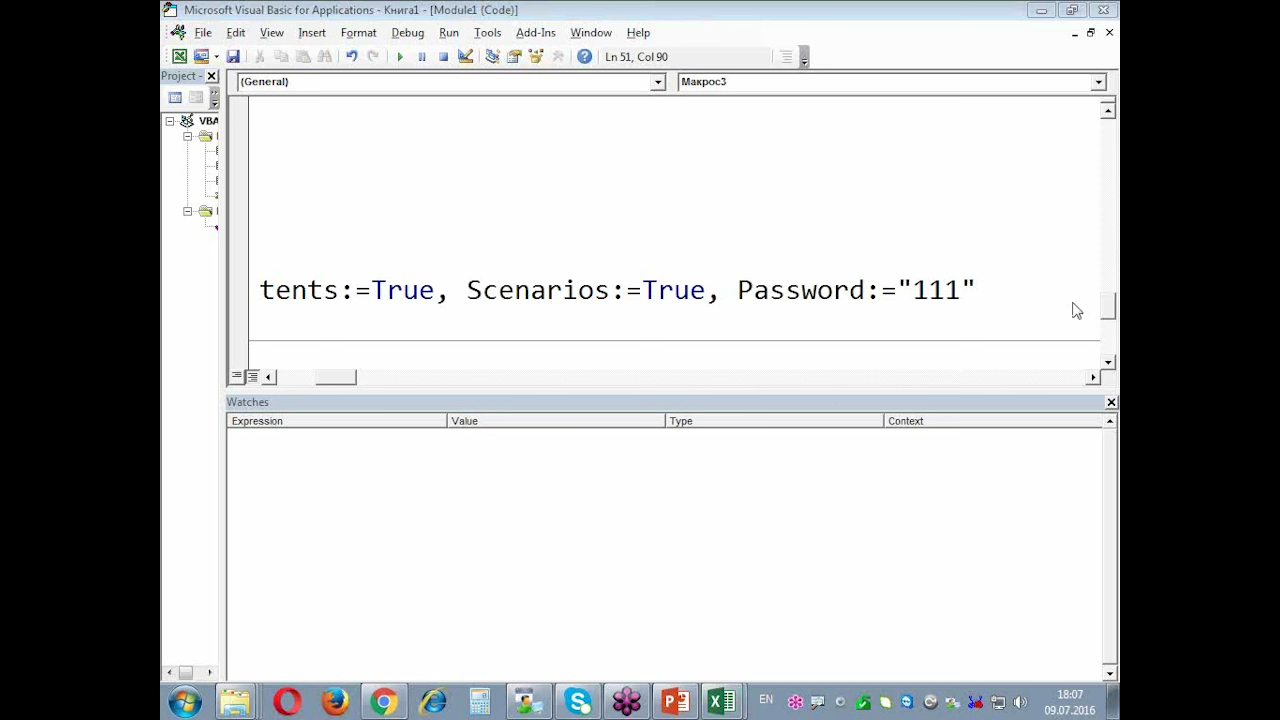 Microsoft Visual Basic for Applications - Книга1 - [Module1 (Code)]
File Edit View Insert Format Debug Run Tools Add-Ins Window Help
Ln 51, Col 90
Project -
(General)
Макрос3
VBA
tents:=True, Scenarios:=True, Password:="111"
Watches
Expression Value Type Context
EN
18:07
09.07.2016